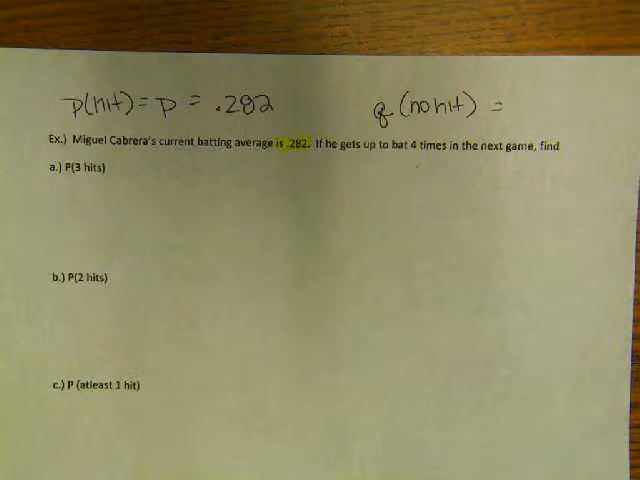 P(hit) = P = .282 q (no hit) =
Ex.) Miguel Cabrera's current batting average is .282. If he gets up to bat 4 times in the next game, find
a.) P(3 hits)
b.) P(2 hits)
c.) P (atleast 1 hit)